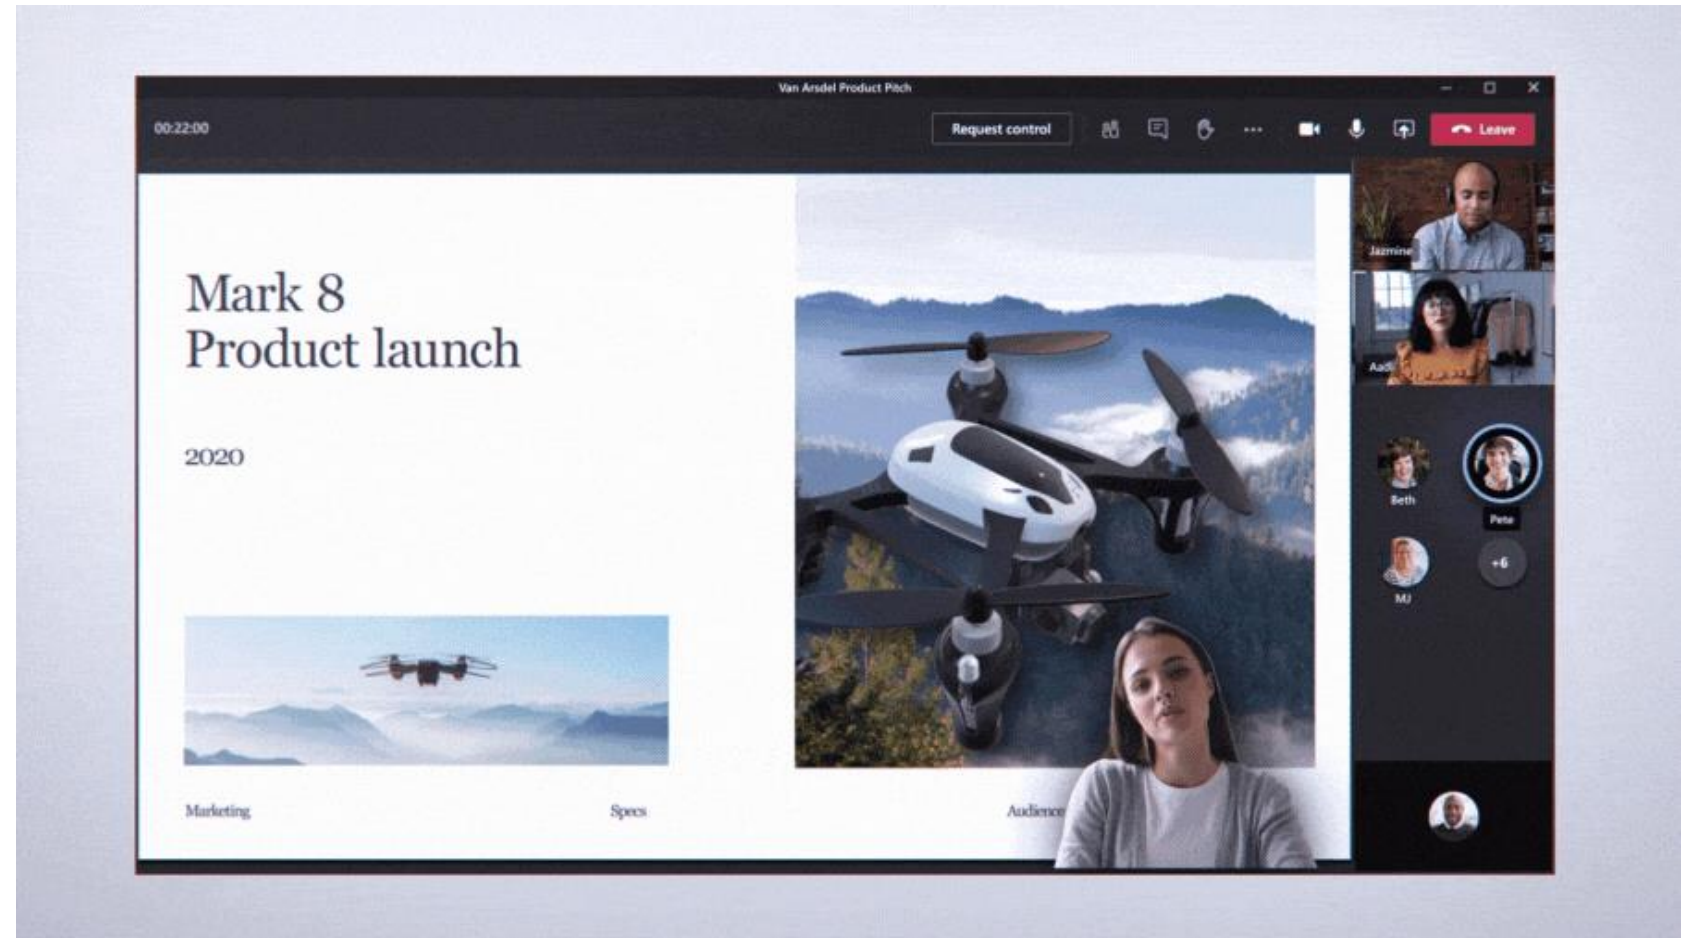 Van Arsdel Product Pitch
00:22:00
Request control
Leave
Mark 8
Product launch
2020
Marketing
Specs
Audience
Jazmine
Aadi
Beth
Pete
MJ
+6